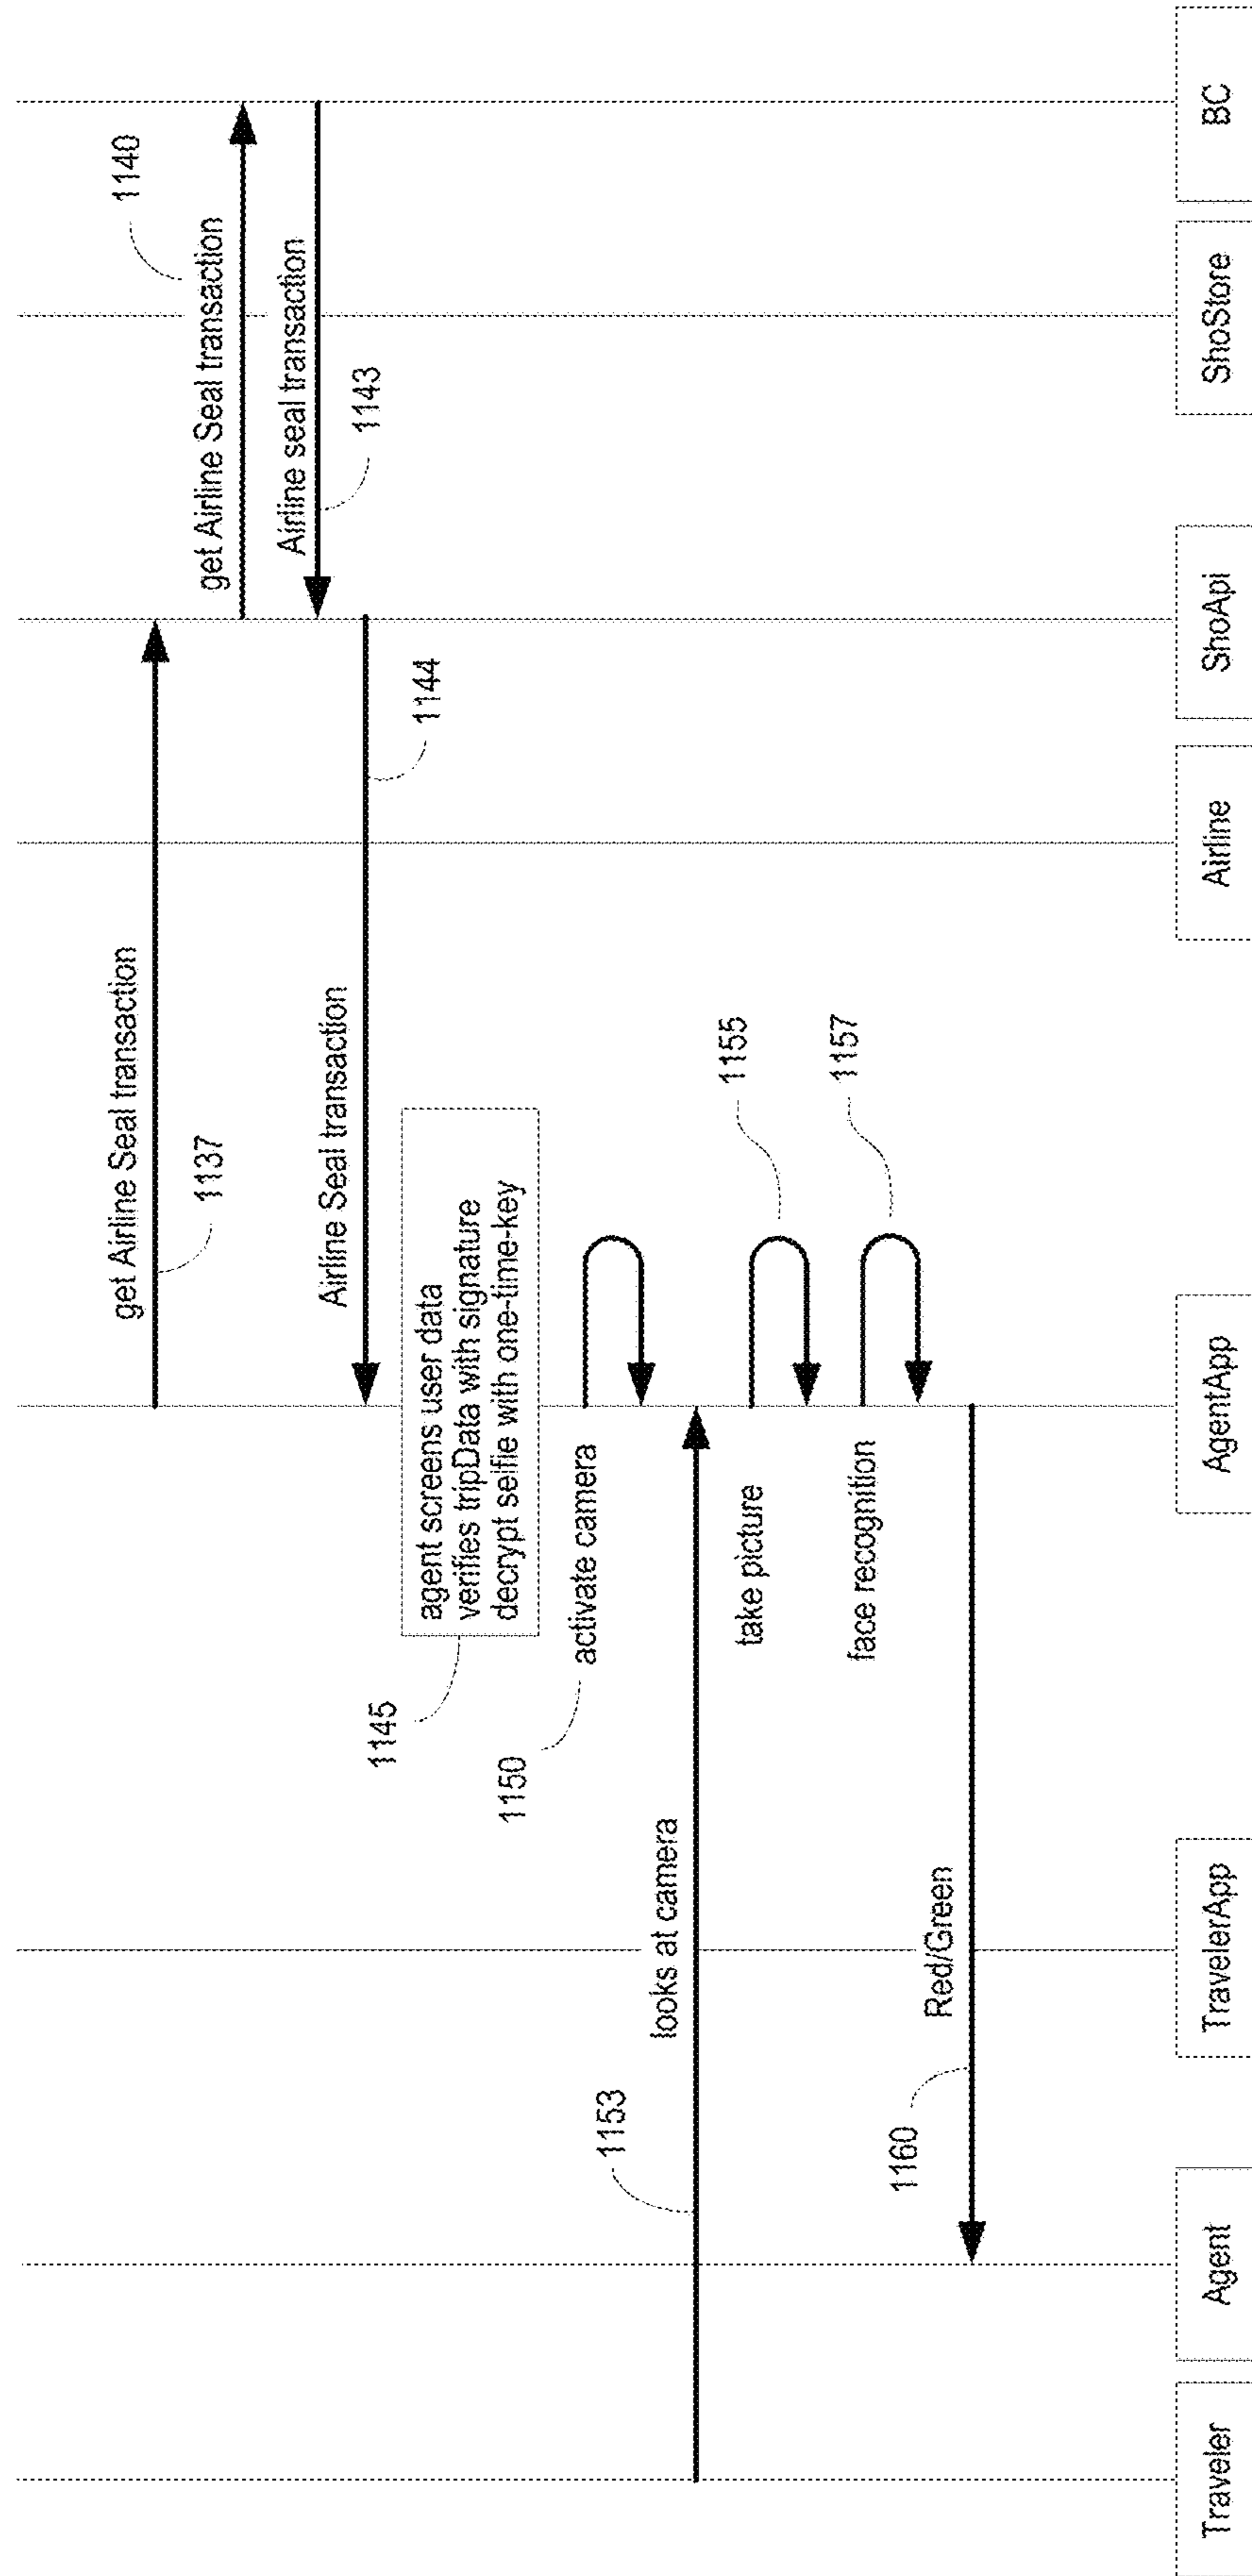 get Airline Seal transaction
1137
get Airline Seal transaction
1140
Airline seal transaction
1143
Airline Seal transaction
1144
1145
agent screens user data
verifies tripData with signature
decrypt selfie with one-time-key
1150
activate camera
looks at camera
1153
take picture
1155
face recognition
1157
Red/Green
1160
Traveler
Agent
TravelerApp
AgentApp
Airline
ShoApi
ShoStore
BC